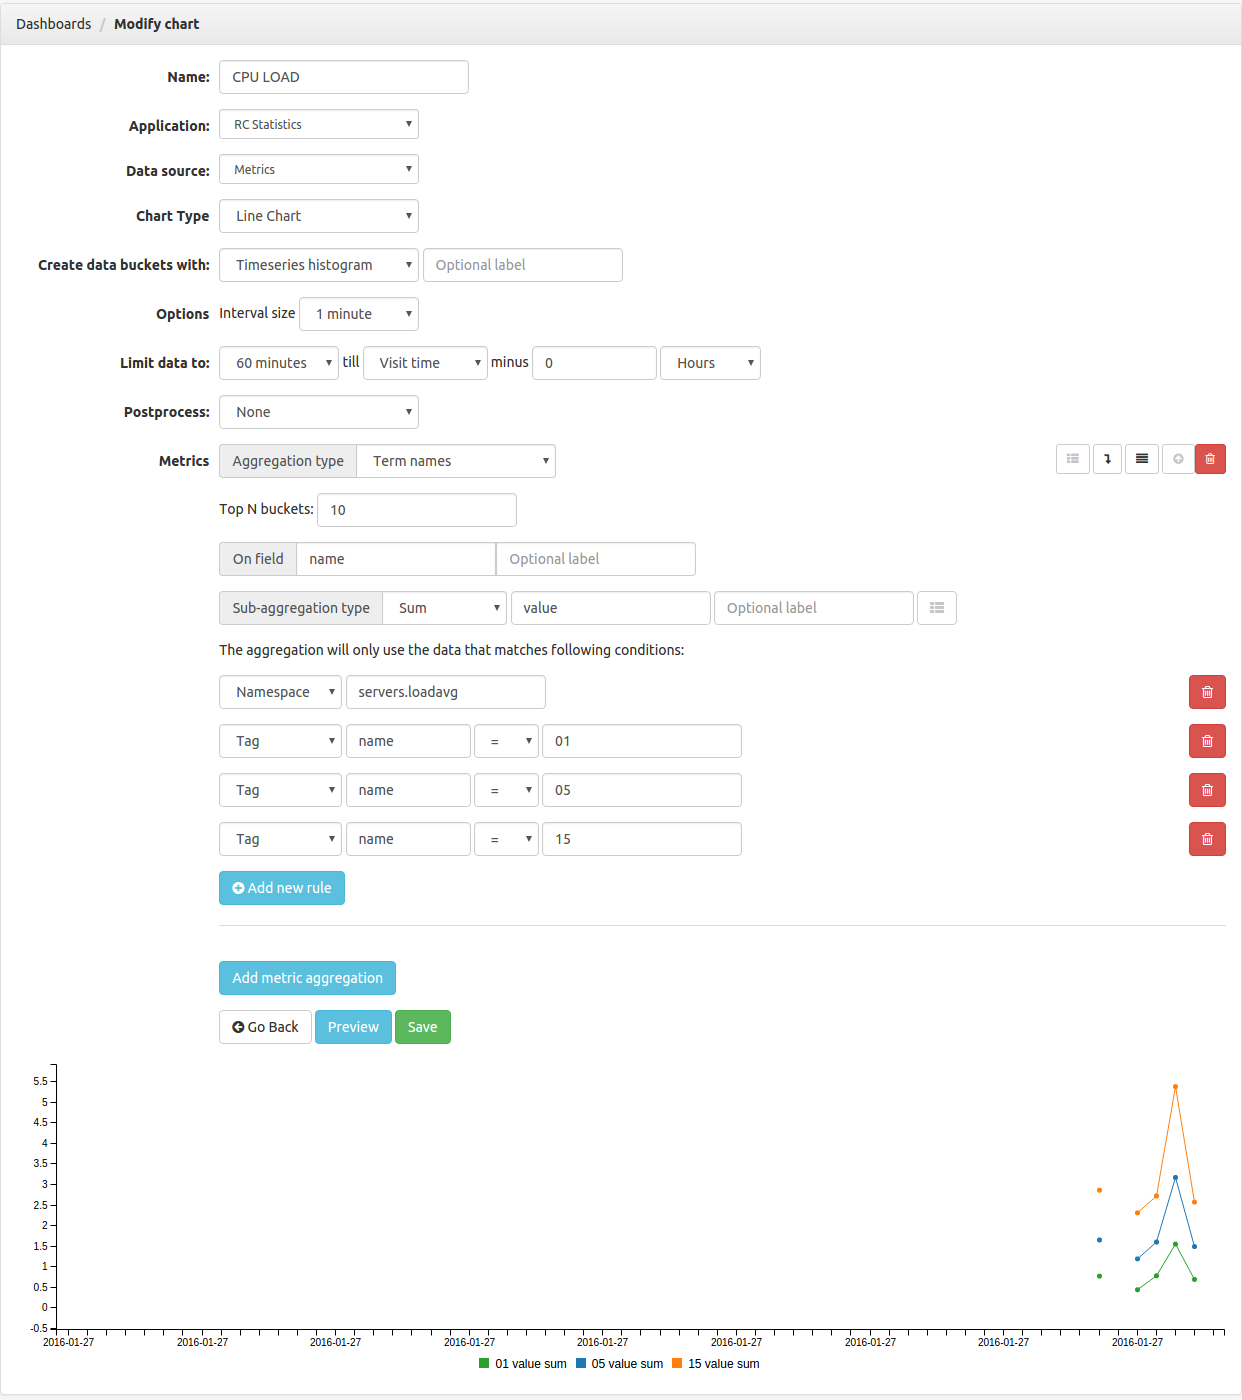 Dashboards / Modify chart
Name: CPU LOAD
Application: RC Statistics
Data source: Metrics
Chart Type Line Chart
Create data buckets with: Timeseries histogram Optional label
Options Interval size 1 minute
Limit data to: 60 minutes till Visit time minus 0 Hours
Postprocess: None
Metrics Aggregation type Term names
Top N buckets: 10
On field name Optional label
Sub-aggregation type Sum value Optional label
The aggregation will only use the data that matches following conditions:
Namespace servers.loadavg
Tag name = 01
Tag name = 05
Tag name = 15
Add new rule
Add metric aggregation
Go Back Preview Save
5.5
5
4.5
4
3.5
3
2.5
2
1.5
1
0.5
0
-0.5
2016-01-27 2016-01-27 2016-01-27 2016-01-27 2016-01-27 2016-01-27 2016-01-27 2016-01-27 2016-01-27
01 value sum 05 value sum 15 value sum